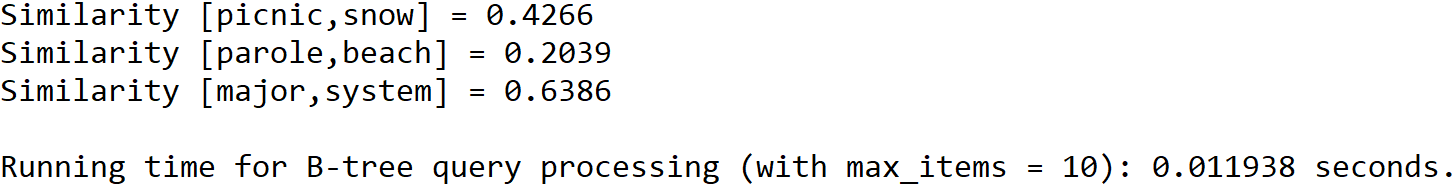 Similarity [picnic,snow] = 0.4266
Similarity [parole,beach] = 0.2039
Similarity [major,system] = 0.6386
Running time for B-tree query processing (with max_items = 10): 0.011938 seconds.